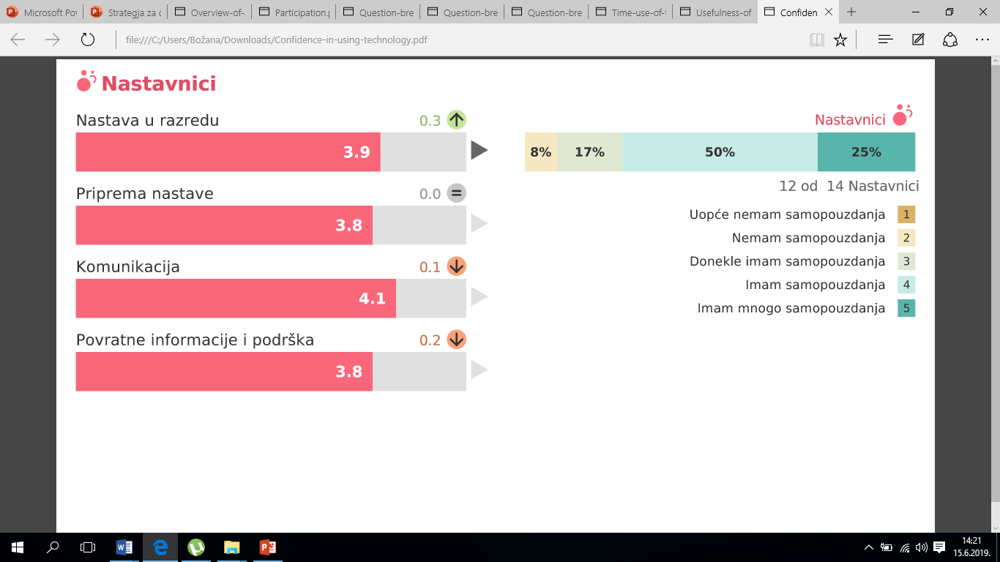 Microsoft Po
Strategja za
Overview-of-
Participation.
Question-bre
Question-bre
Question-bre
Time-use-of-
Usefulness-of
Confiden
file:///C:/Users/Božana/Downloads/Confidence-in-using-technology.pdf
Nastavnici
Nastava u razredu 0.3
3.9
Priprema nastave 0.0 =
3.8
Komunikacija 0.1
4.1
Povratne informacije i podrška 0.2
3.8
Nastavnici
8% 17% 50% 25%
12 od 14 Nastavnici
Uopće nemam samopouzdanja 1
Nemam samopouzdanja 2
Donekle imam samopouzdanja 3
Imam samopouzdanja 4
Imam mnogo samopouzdanja 5
14:21
15.6.2019.